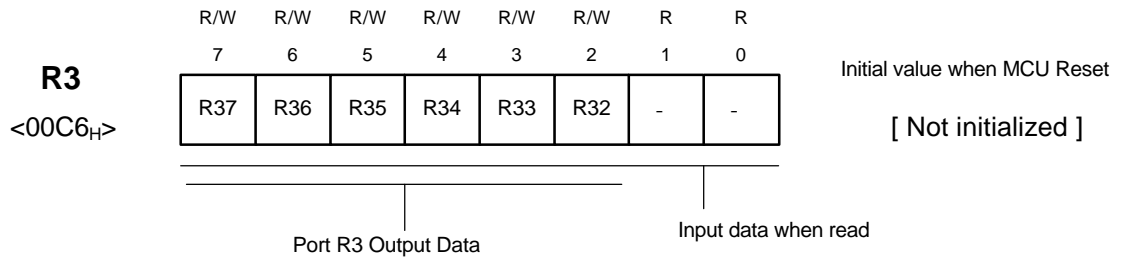 R/W R/W R/W R/W R/W R/W R R
7 6 5 4 3 2 1 0
R3
<00C6H>
R37 R36 R35 R34 R33 R32 - -
Initial value when MCU Reset
[ Not initialized ]
Input data when read
Port R3 Output Data